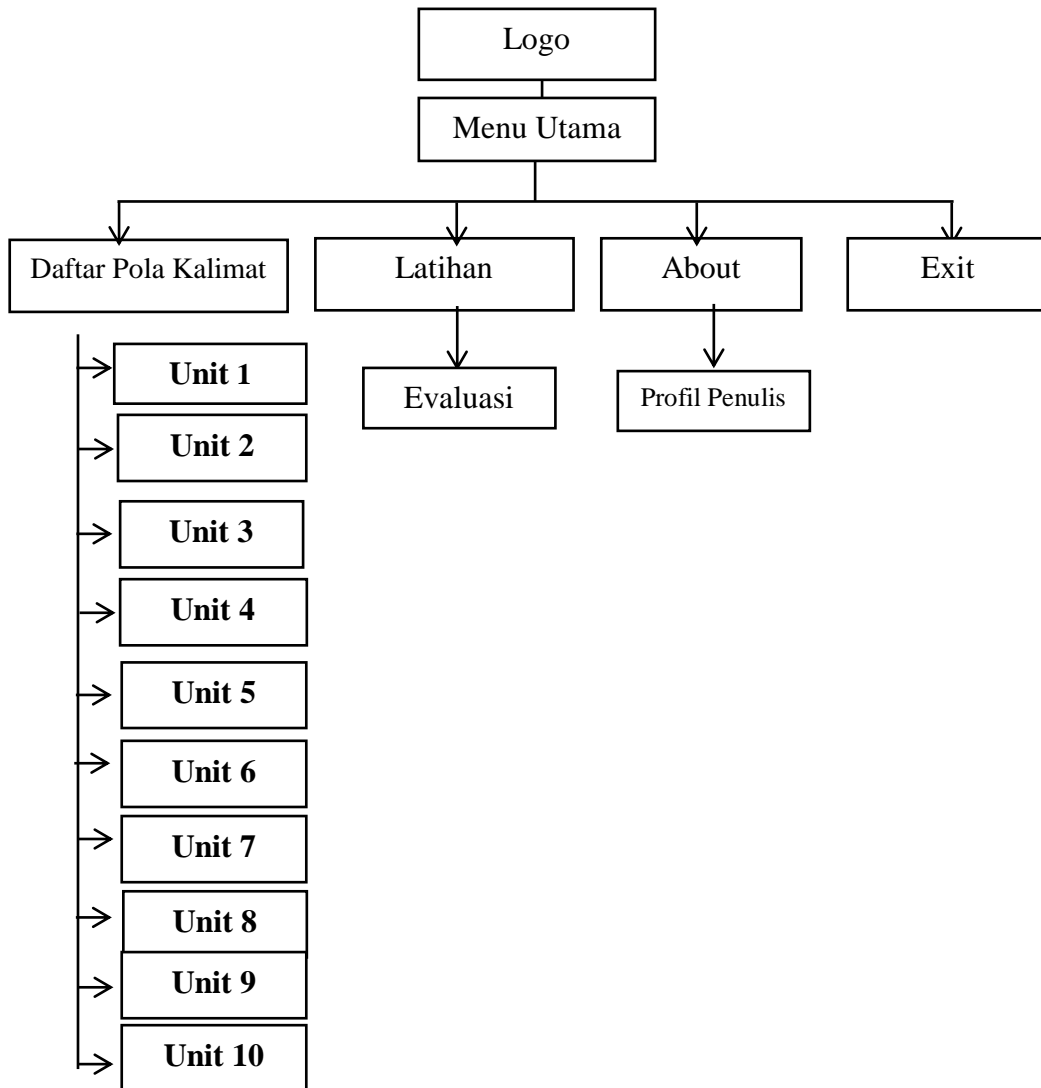 Logo
Menu Utama
Daftar Pola Kalimat
Latihan
About
Exit
Unit 1
Evaluasi
Profil Penulis
Unit 2
Unit 3
Unit 4
Unit 5
Unit 6
Unit 7
Unit 8
Unit 9
Unit 10